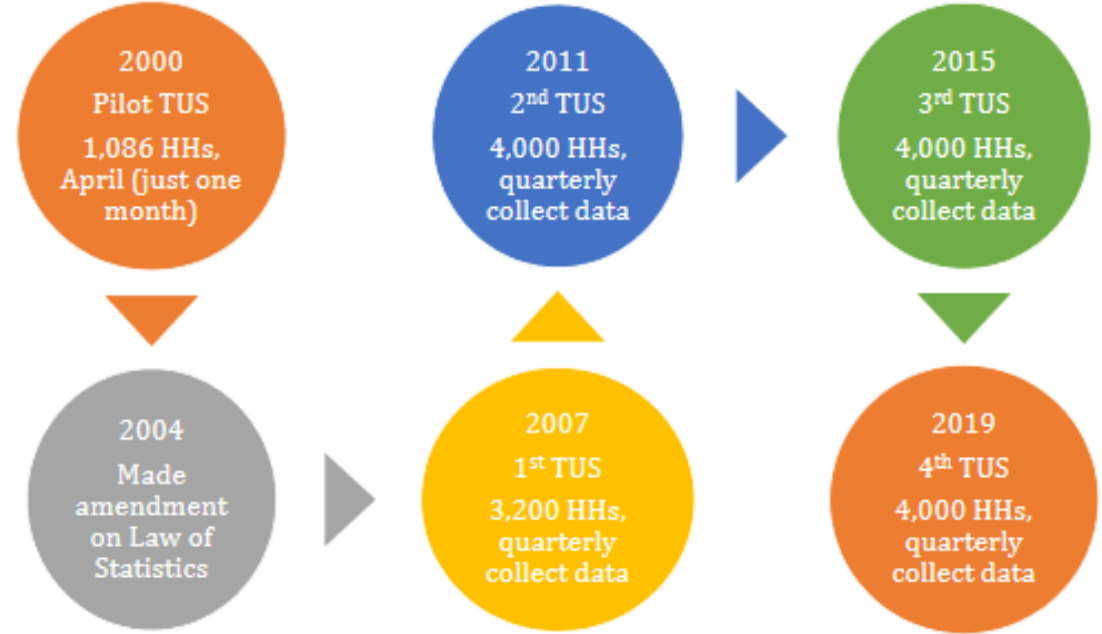 2000
Pilot TUS
1,086 HHs,
April (just one
month)
2004
Made
amendment
on Law of
Statistics
2007
1st TUS
3,200 HHs,
quarterly
collect data
2011
2nd TUS
4,000 HHs,
quarterly
collect data
2015
3rd TUS
4,000 HHs,
quarterly
collect data
2019
4th TUS
4,000 HHs,
quarterly
collect data